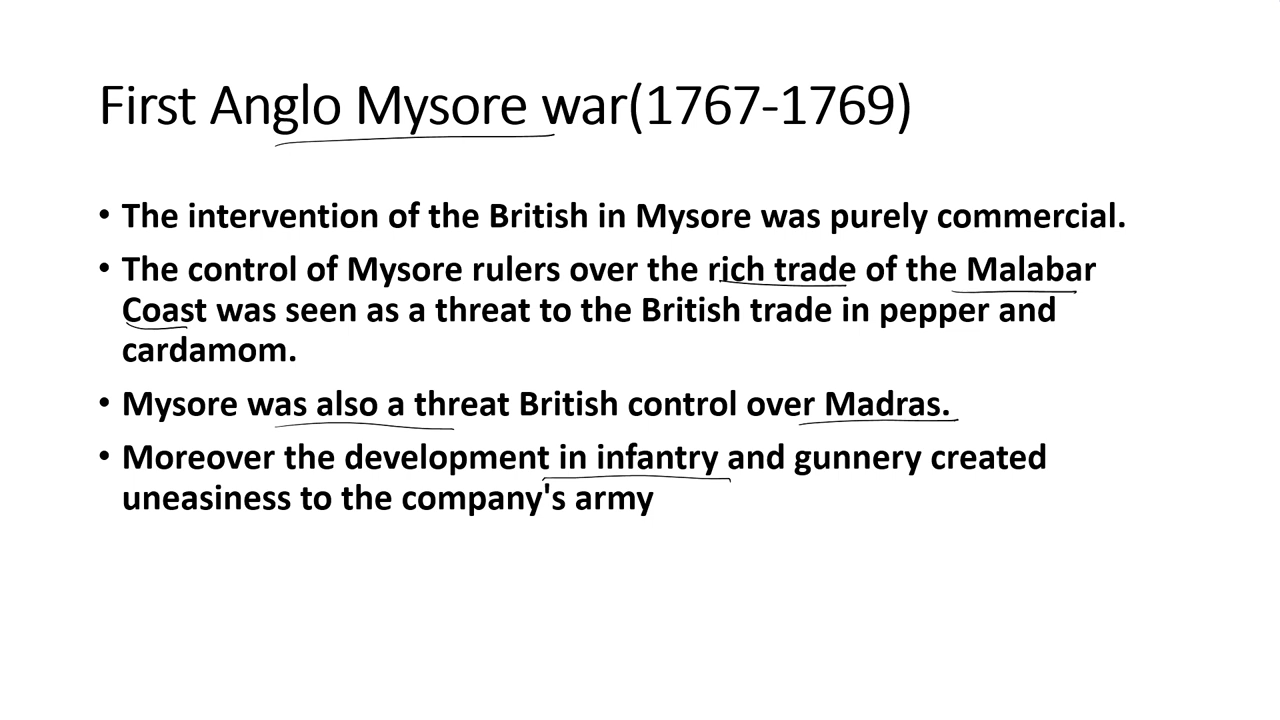 First Anglo Mysore war(1767-1769)
• The intervention of the British in Mysore was purely commercial.
• The control of Mysore rulers over the rich trade of the Malabar
Coast was seen as a threat to the British trade in pepper and
cardamom.
• Mysore was also a threat British control over Madras.
• Moreover the development in infantry and gunnery created
uneasiness to the company's army